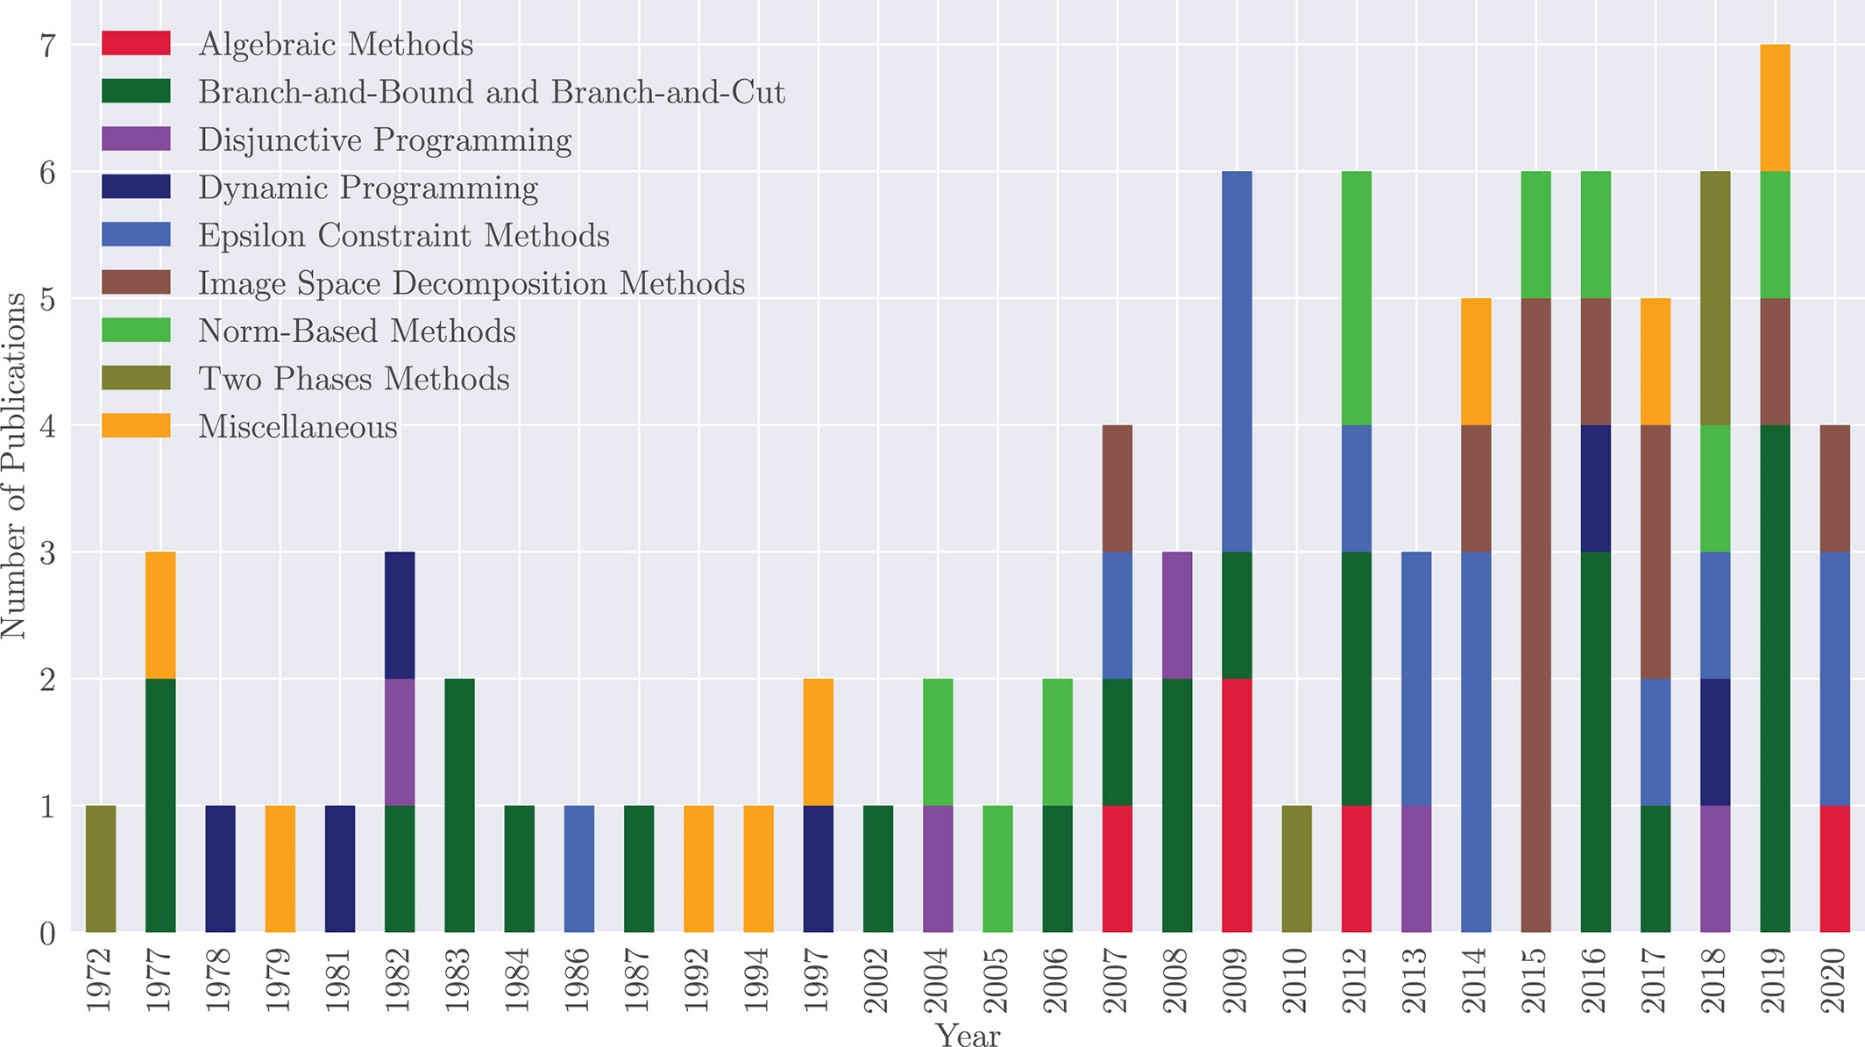 Algebraic Methods
Branch-and-Bound and Branch-and-Cut
Disjunctive Programming
Dynamic Programming
Epsilon Constraint Methods
Image Space Decomposition Methods
Norm-Based Methods
Two Phases Methods
Miscellaneous
Number of Publications
7
6
5
4
3
2
1
0
1972 1977 1978 1979 1981 1982 1983 1984 1986 1987 1992 1994 1997 2002 2004 2005 2006 2007 2008 2009 2010 2012 2013 2014 2015 2016 2017 2018 2019 2020
Year